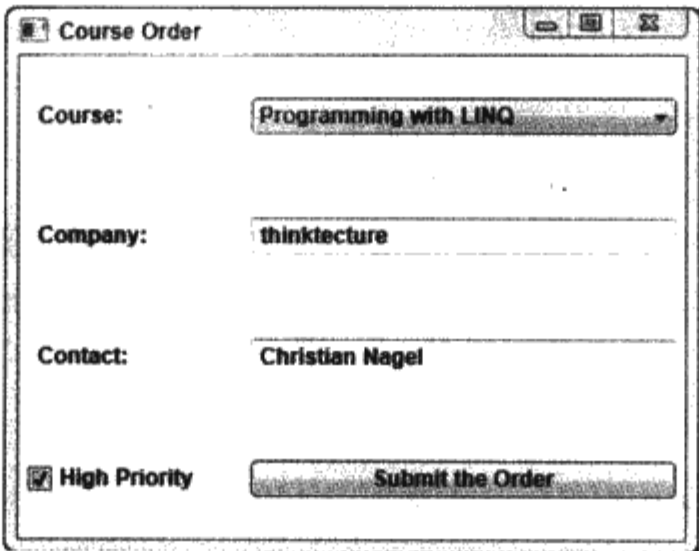 Course Order
Course: Programming with LINQ
Company: thinktecture
Contact: Christian Nagel
High Priority Submit the Order